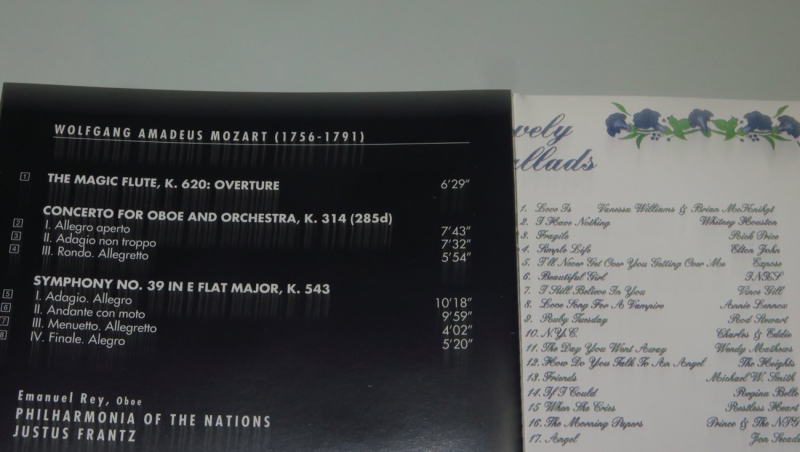 WOLFGANG AMADEUS MOZART (1756-1791)
1 THE MAGIC FLUTE, K. 620: OVERTURE 6'29"
CONCERTO FOR OBOE AND ORCHESTRA, K. 314 (285d)
2 I. Allegro aperto 7'43"
3 II. Adagio non troppo 7'32"
4 III. Rondo. Allegretto 5'54"
SYMPHONY NO. 39 IN E FLAT MAJOR, K. 543
5 I. Adagio. Allegro 10'18"
6 II. Andante con moto 9'59"
7 III. Menuetto. Allegretto 4'02"
8 IV. Finale. Alegro 5'20"
Emanuel Rey, Oboe
PHILHARMONIA OF THE NATIONS
JUSTUS FRANTZ
vely
allads
1. Love Is Vanessa Williams & Brian McKnihgt
2. I Have Nothing Whitney Houston
3. Fragile Rich Price
4. Simple Life Elton John
5. I'll Never Get Over You Getting Over Me Expose
6. Beautiful Girl INXS
7. I Still Believe In You Vince Gill
8. Love Song For A Vampire Annie Lennox
9. Ruby Tuesday Rod Stewart
10. N.Y.C. Charles & Eddie
11. The Day You Went Away Wendy Mathews
12. How Do You Talk To An Angel The Heights
13. Friends Michael W. Smith
14. If I Could Regina Belle
15 When She Cries Restless Heart
16. The Morning Papers Prince & The NPG
17. Angel Jon